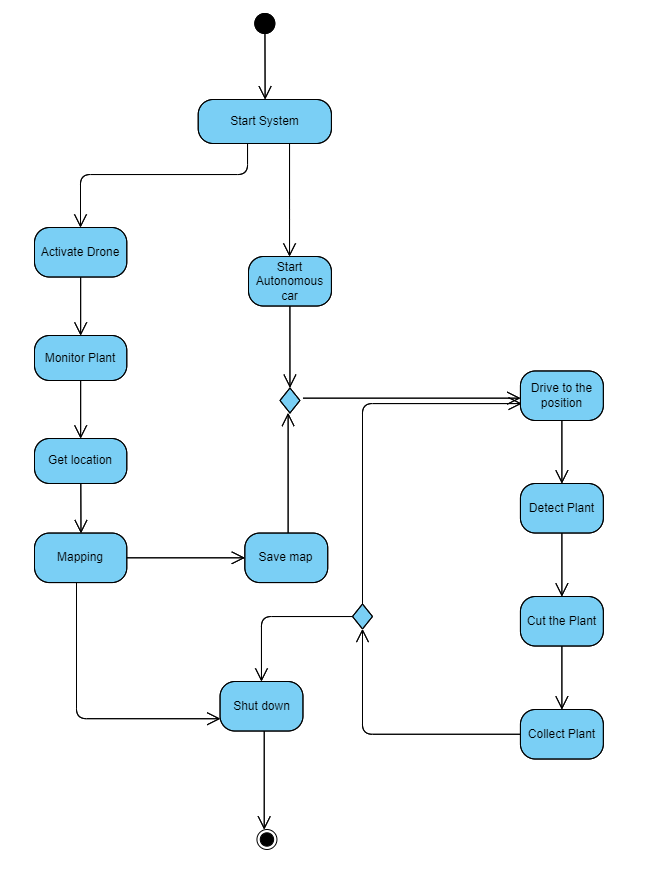 Start System
Activate Drone
Start
Autonomous
car
Monitor Plant
Drive to the
position
Get location
Detect Plant
Mapping
Save map
Cut the Plant
Shut down
Collect Plant